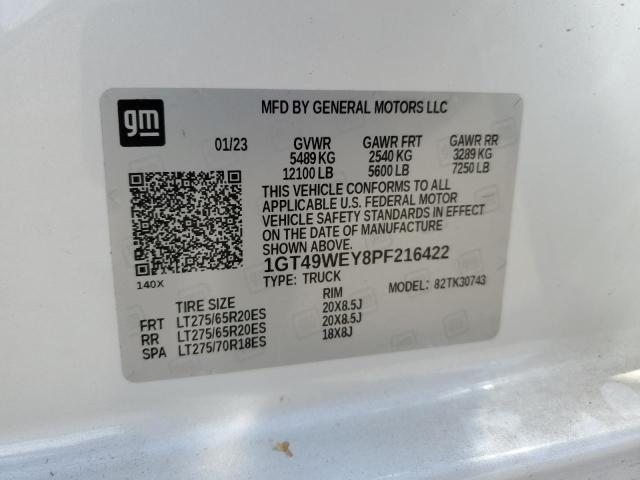 gm
MFD BY GENERAL MOTORS LLC
01/23 GVWR GAWR FRT GAWR RR
5489 KG 2540 KG 3289 KG
12100 LB 5600 LB 7250 LB
THIS VEHICLE CONFORMS TO ALL
APPLICABLE U.S. FEDERAL MOTOR
VEHICLE SAFETY STANDARDS IN EFFECT
ON THE DATE OF MANUFACTURE
SHOWN ABOVE.
1GT49WEY8PF216422
140X TYPE: TRUCK MODEL: 82TK30743
TIRE SIZE RIM
FRT LT275/65R20ES 20X8.5J
RR LT275/65R20ES 20X8.5J
SPA LT275/70R18ES 18X8J